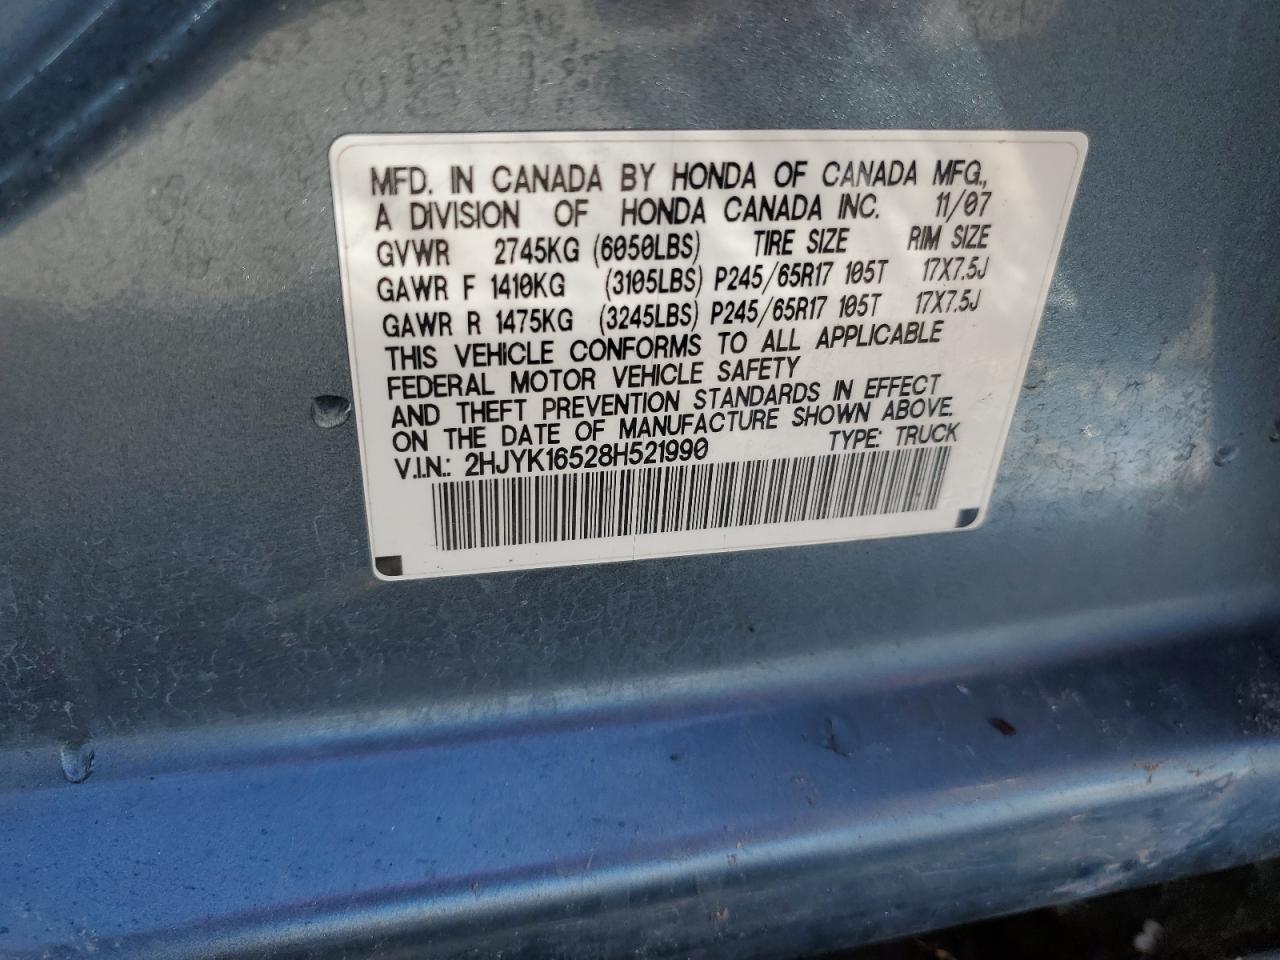 MFD. IN CANADA BY HONDA OF CANADA MFG.,
A DIVISION OF HONDA CANADA INC. 11/07
GVWR 2745KG (6050LBS) TIRE SIZE RIM SIZE
GAWR F 1410KG (3105LBS) P245/65R17 105T 17X7.5J
GAWR R 1475KG (3245LBS) P245/65R17 105T 17X7.5J
THIS VEHICLE CONFORMS TO ALL APPLICABLE
FEDERAL MOTOR VEHICLE SAFETY
AND THEFT PREVENTION STANDARDS IN EFFECT
ON THE DATE OF MANUFACTURE SHOWN ABOVE.
V.I.N.: 2HJYK16528H521990 TYPE: TRUCK